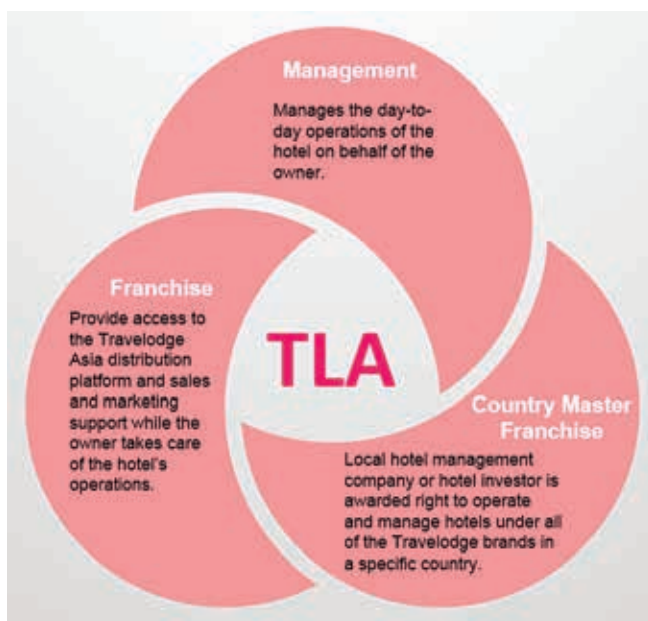 Management
Manages the day-to-
day operations of the
hotel on behalf of the
owner.
Franchise
Provide access to
the Travelodge
Asia distribution
platform and sales
and marketing
support while the
owner takes care
of the hotel's
operations.
TLA
Country Master
Franchise
Local hotel management
company or hotel investor is
awarded right to operate
and manage hotels under all
of the Travelodge brands in
a specific country.